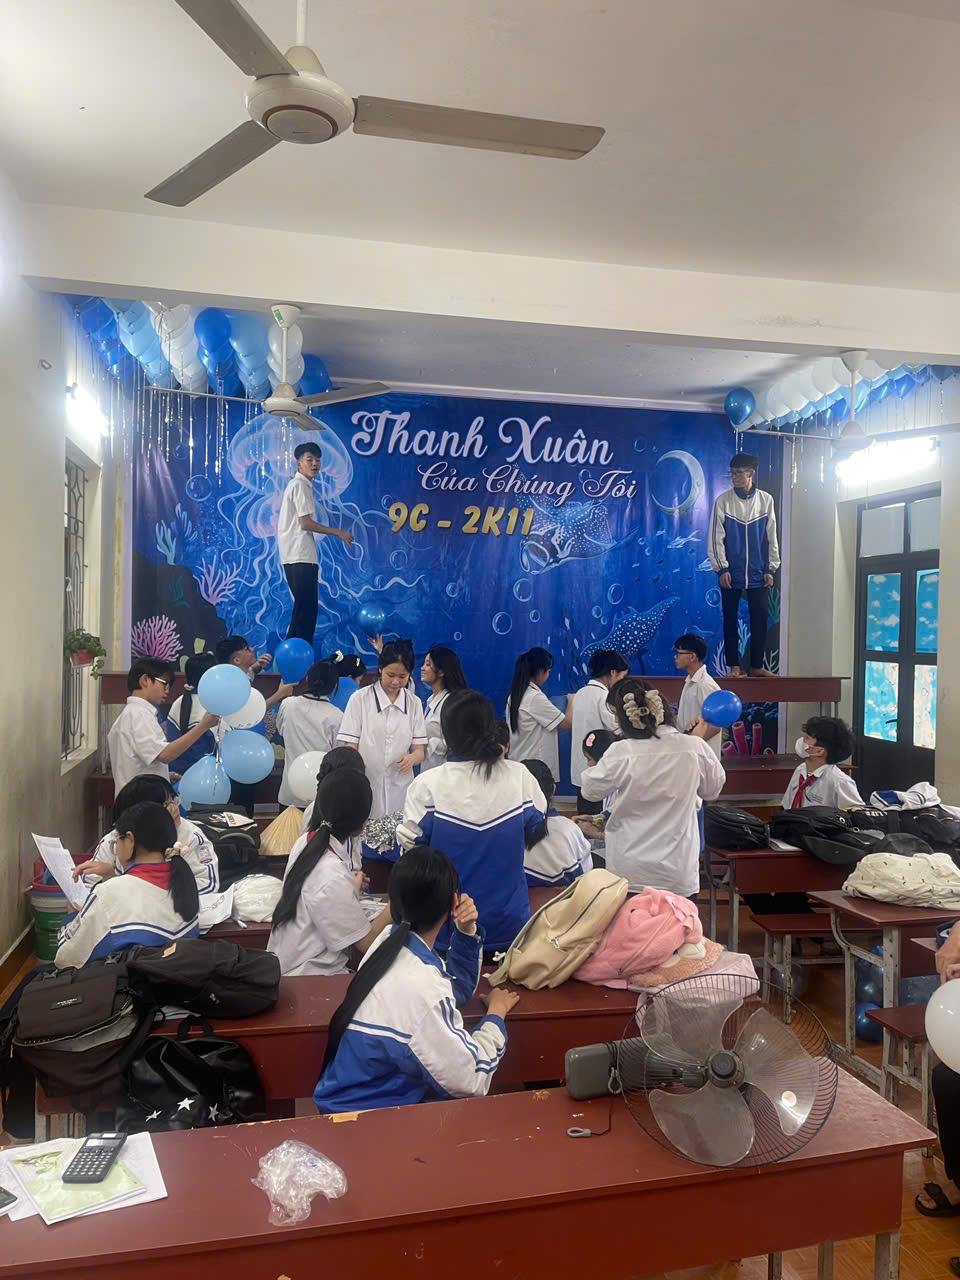 Thanh Xuân
Của Chúng Tôi
9C - 2K11